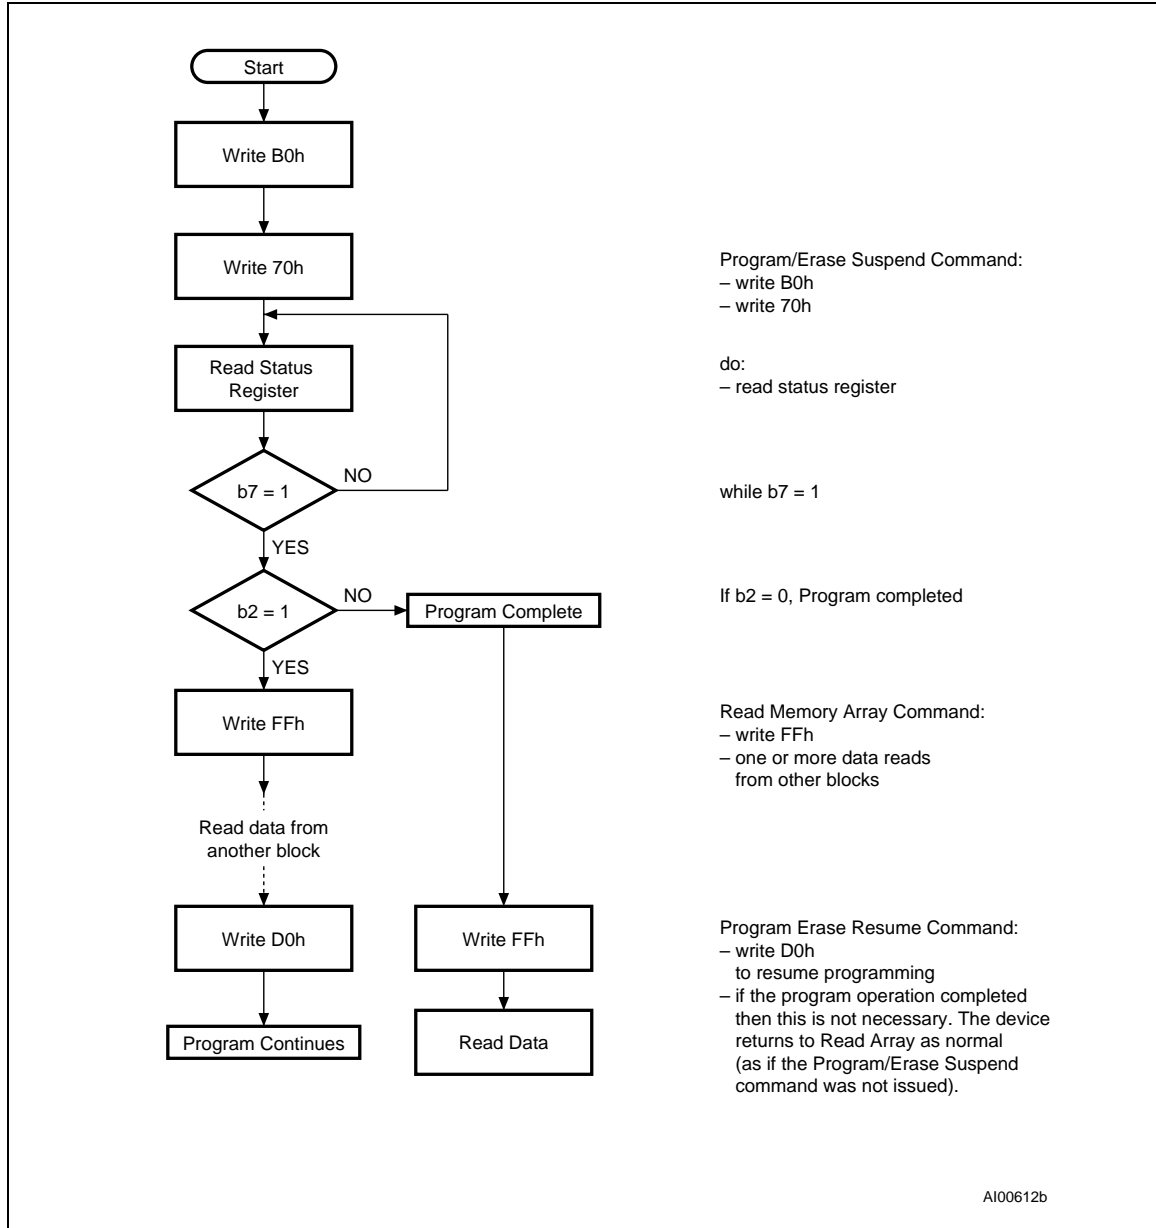 Start
Write B0h
Write 70h
Read Status
Register
b7 = 1
NO
YES
b2 = 1
NO
Program Complete
YES
Write FFh
Read data from
another block
Write D0h
Program Continues
Write FFh
Read Data
Program/Erase Suspend Command:
– write B0h
– write 70h
do:
– read status register
while b7 = 1
If b2 = 0, Program completed
Read Memory Array Command:
– write FFh
– one or more data reads
from other blocks
Program Erase Resume Command:
– write D0h
to resume programming
– if the program operation completed
then this is not necessary. The device
returns to Read Array as normal
(as if the Program/Erase Suspend
command was not issued).
AI00612b